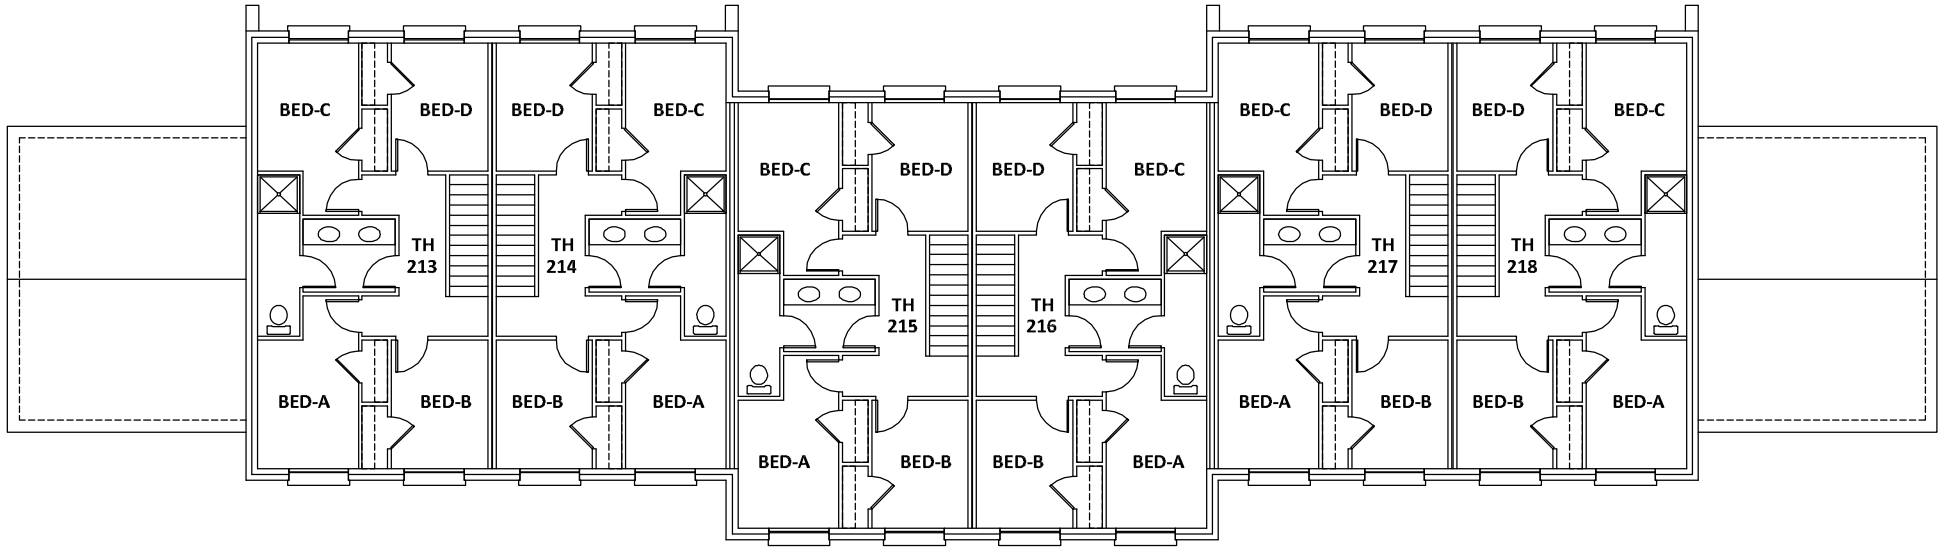 BED-C BED-D BED-D BED-C
TH
213
TH
214
BED-A BED-B BED-B BED-A
BED-C BED-D BED-D BED-C
TH
215
TH
216
BED-A BED-B BED-B BED-A
BED-C BED-D BED-D BED-C
TH
217
TH
218
BED-A BED-B BED-B BED-A